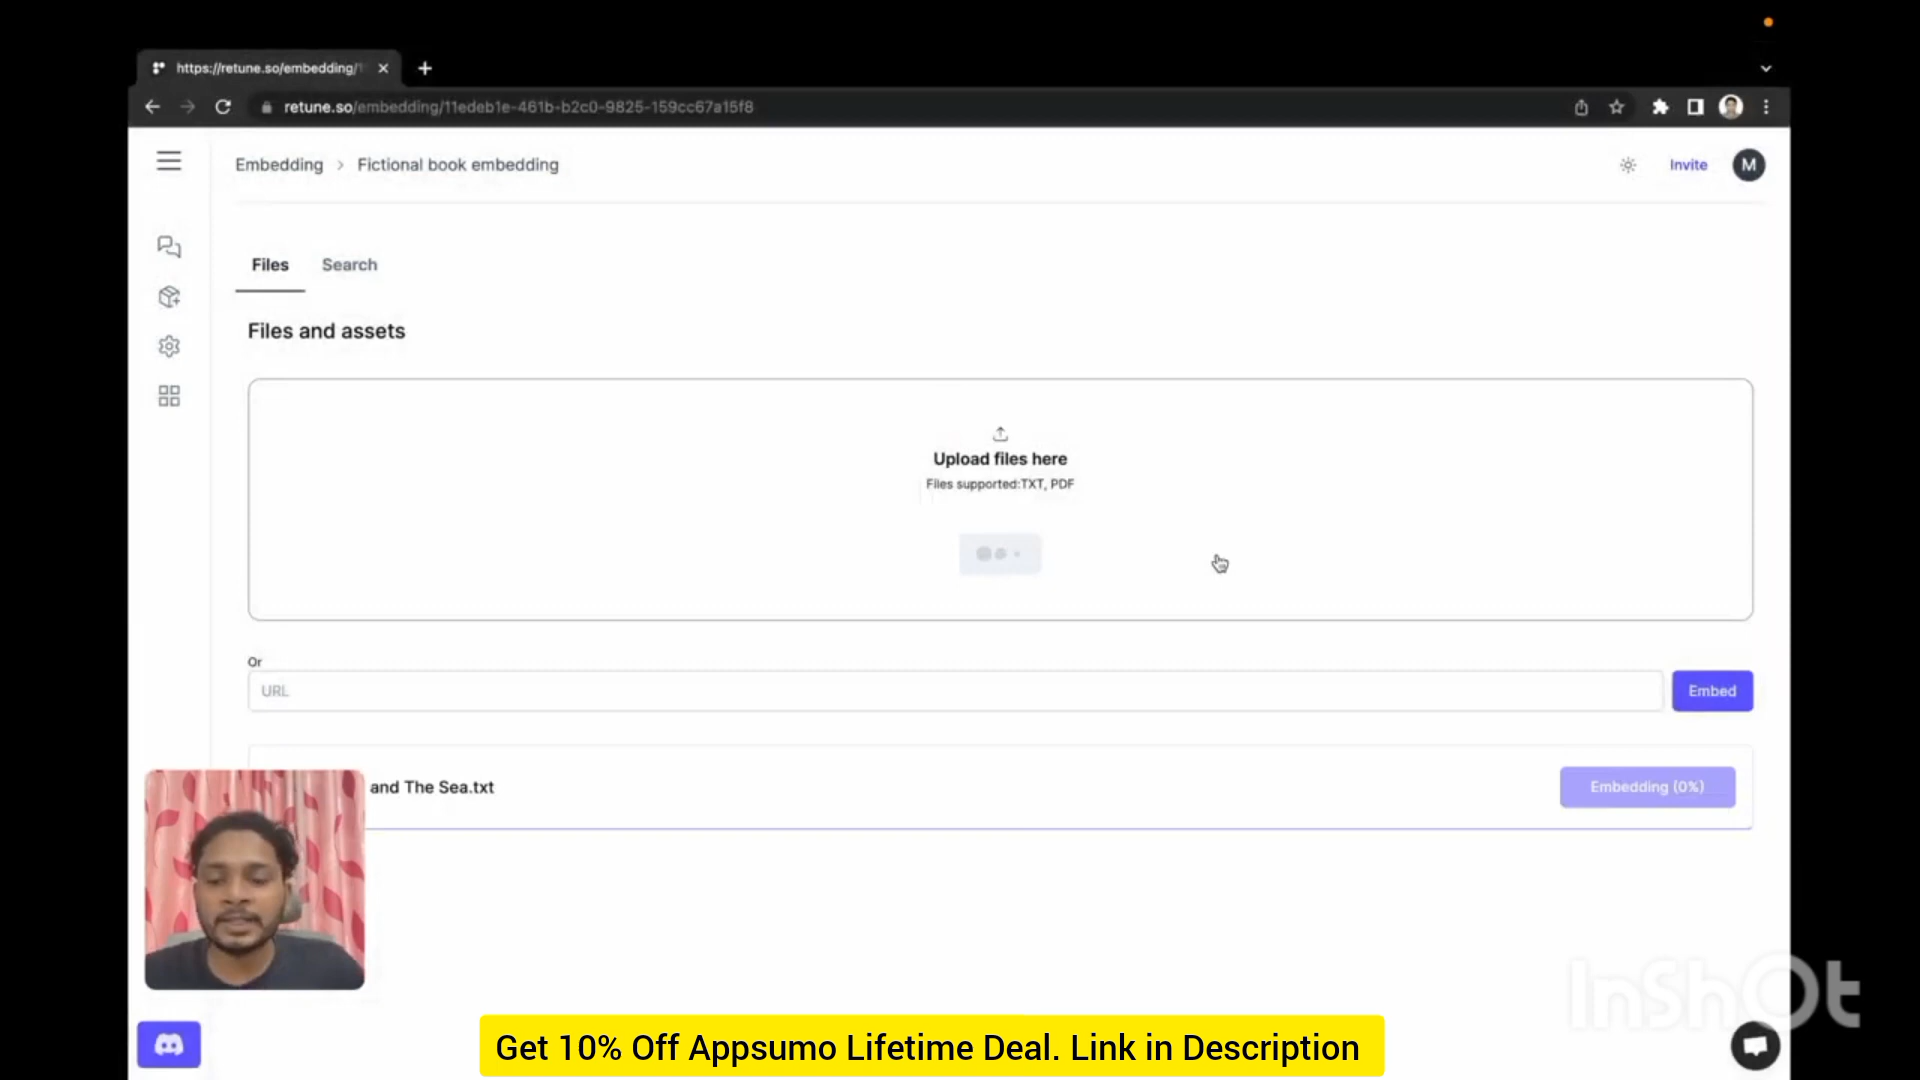 https://retune.so/embedding/1
retune.so/embedding/11edeb1e-461b-b2c0-9825-159cc67a15f8
Embedding > Fictional book embedding
Invite
M
Files
Search
Files and assets
Upload files here
Files supported:TXT, PDF
Or
URL
Embed
and The Sea.txt
Embedding (0%)
InShOt
Get 10% Off Appsumo Lifetime Deal. Link in Description